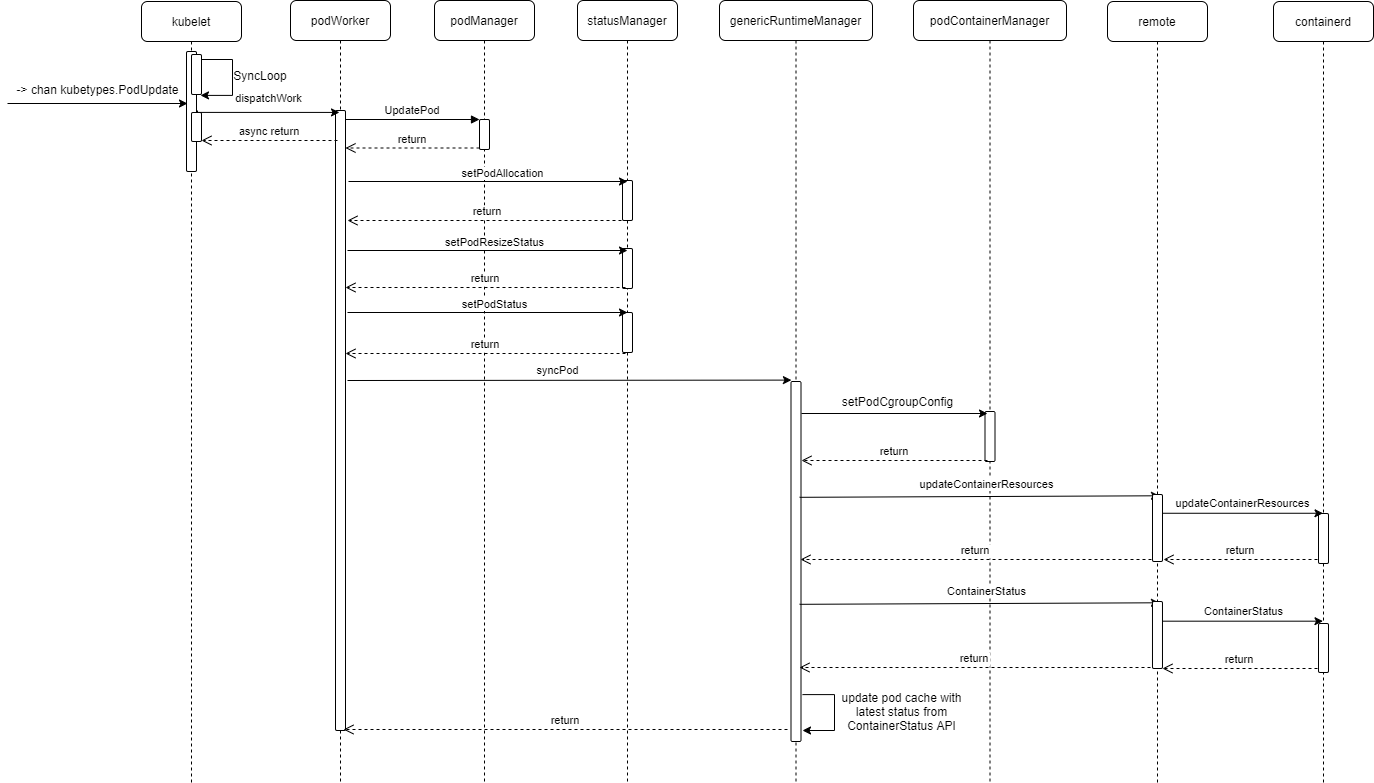 kubelet
podWorker
podManager
statusManager
genericRuntimeManager
podContainerManager
remote
containerd
SyncLoop
-> chan kubetypes.PodUpdate
dispatchWork
UpdatePod
async return
return
setPodAllocation
return
setPodResizeStatus
return
setPodStatus
return
syncPod
setPodCgroupConfig
return
updateContainerResources
updateContainerResources
return
return
ContainerStatus
ContainerStatus
return
return
update pod cache with
latest status from
ContainerStatus API
return